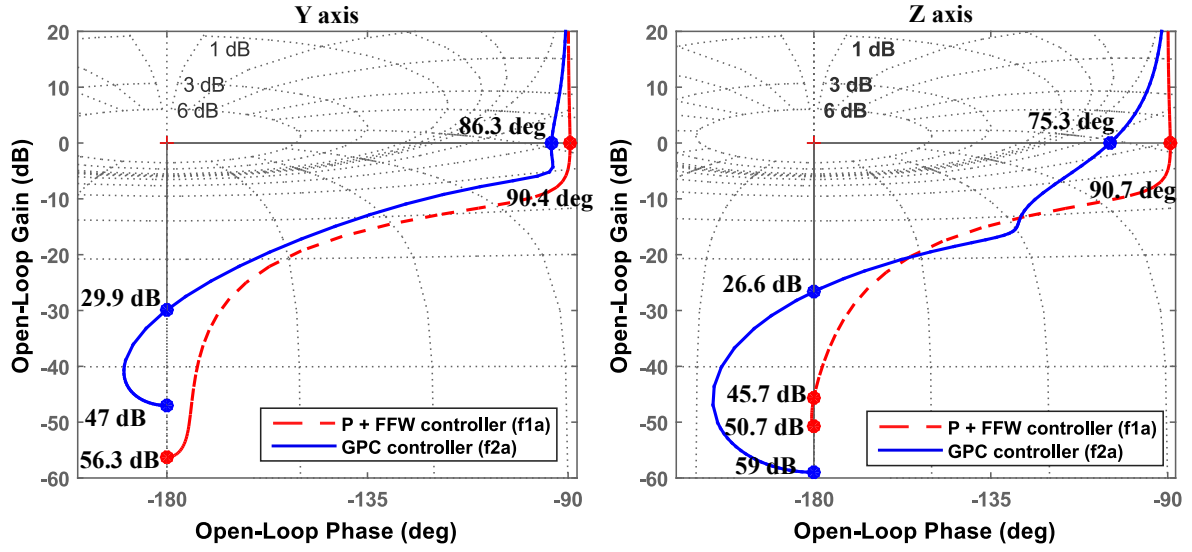 Y axis
20
10
0
-10
-20
-30
-40
-50
-60
Open-Loop Gain (dB)
1 dB
3 dB
6 dB
86.3 deg
90.4 deg
29.9 dB
47 dB
56.3 dB
P + FFW controller (f1a)
GPC controller (f2a)
-180
-135
-90
Open-Loop Phase (deg)
Z axis
20
10
0
-10
-20
-30
-40
-50
-60
Open-Loop Gain (dB)
1 dB
3 dB
6 dB
75.3 deg
90.7 deg
26.6 dB
45.7 dB
50.7 dB
59 dB
P + FFW controller (f1a)
GPC controller (f2a)
-180
-135
-90
Open-Loop Phase (deg)